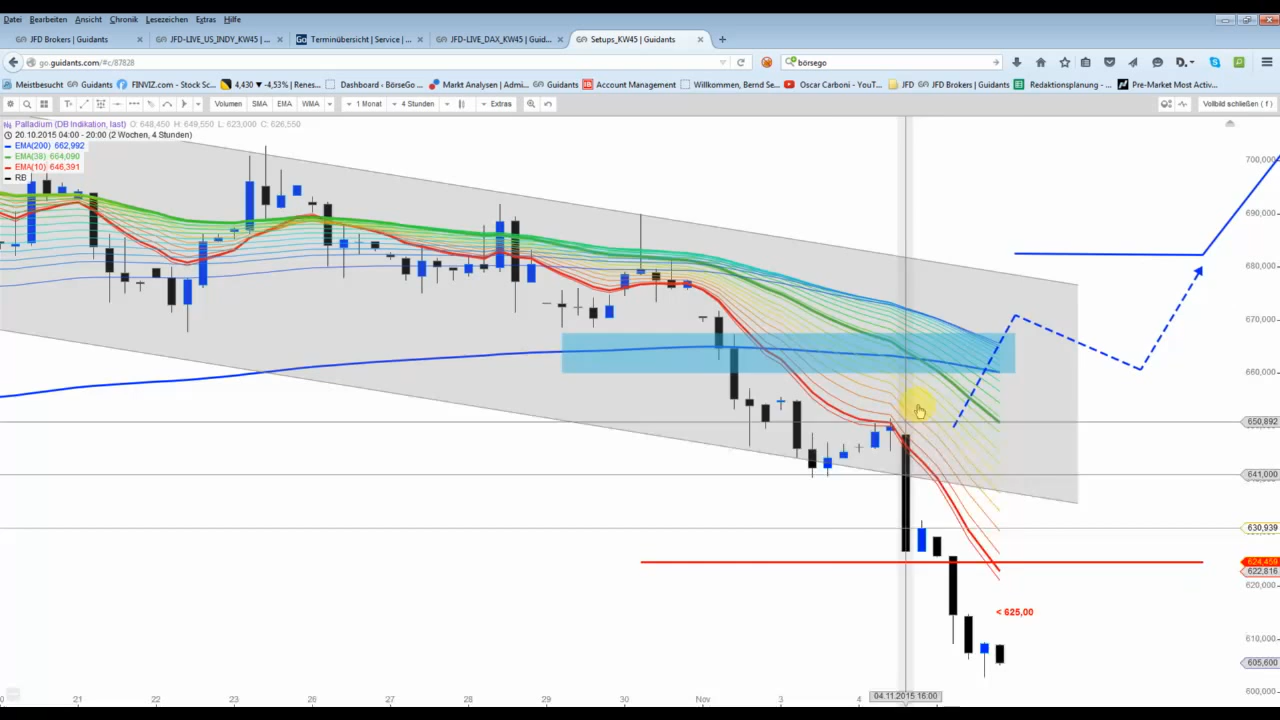 Datei Bearbeiten Ansicht Chronik Lesezeichen Extras Hilfe
JFD Brokers | Guidants × JFD-LIVE_US_INDY_KW45 |... × Go Terminübersicht | Service |... × JFD-LIVE_DAX_KW45 | Guid... × Setups_KW45 | Guidants × +
go.guidants.com/#c/87828 börsego
Meistbesucht Guidants FINVIZ.com - Stock Sc... 4,430 ▼ -4,53% | Renes... Dashboard - BörseGo ... Markt Analysen | Admi... Guidants Account Management Willkommen, Bernd Se... Oscar Carboni - YouT... JFD JFD Brokers | Guidants Redaktionsplanung - ... Pre-Market Most Activ...
Volumen SMA EMA WMA 1 Monat 4 Stunden Extras Vollbild schließen ( f )
Palladium (DB Indikation, last) O: 648,450 H: 649,550 L: 623,000 C: 626,550
20.10.2015 04:00 - 20:00 (2 Wochen, 4 Stunden)
EMA(200) 662,992
EMA(38) 664,090
EMA(10) 646,391
RB
700,000
690,000
680,000
670,000
660,000
650,892
641,000
630,939
624,459
622,816
620,000
< 625,00
610,000
605,600
600,000
21 22 23 26 27 28 29 30 Nov 3 4 04.11.2015 16:00